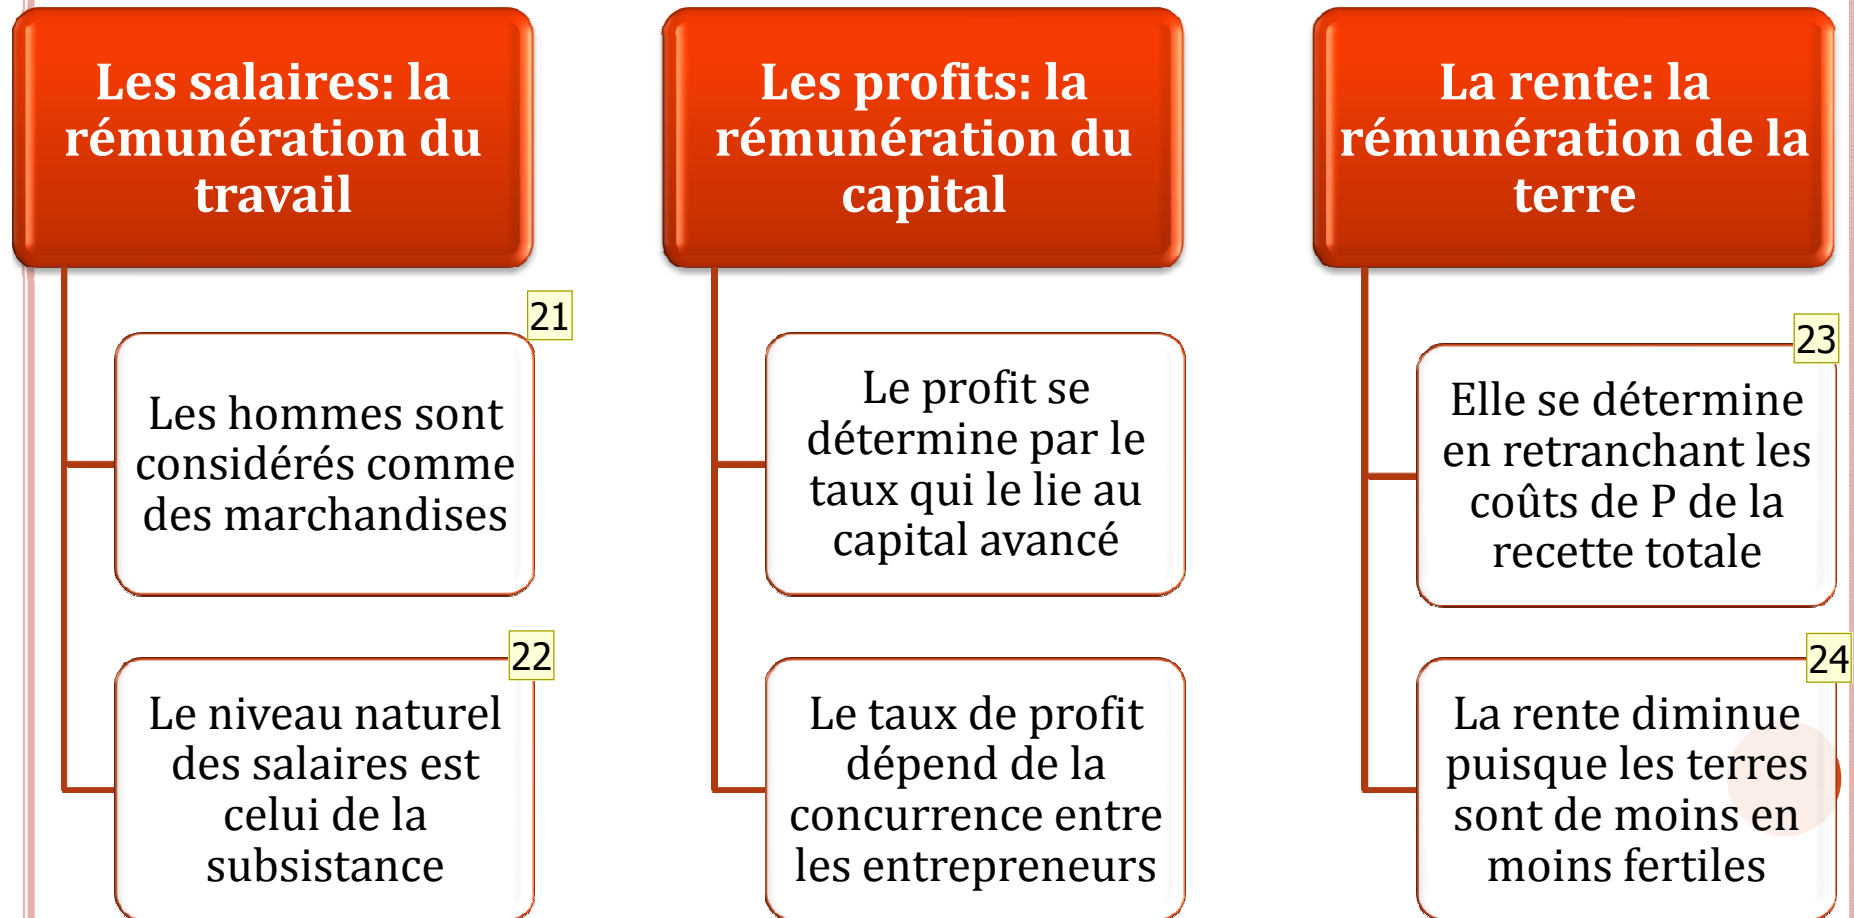 Les salaires: la
rémunération du
travail
21
Les hommes sont
considérés comme
des marchandises
22
Le niveau naturel
des salaires est
celui de la
subsistance
Les profits: la
rémunération du
capital
Le profit se
détermine par le
taux qui le lie au
capital avancé
Le taux de profit
dépend de la
concurrence entre
les entrepreneurs
La rente: la
rémunération de la
terre
23
Elle se détermine
en retranchant les
coûts de P de la
recette totale
24
La rente diminue
puisque les terres
sont de moins en
moins fertiles